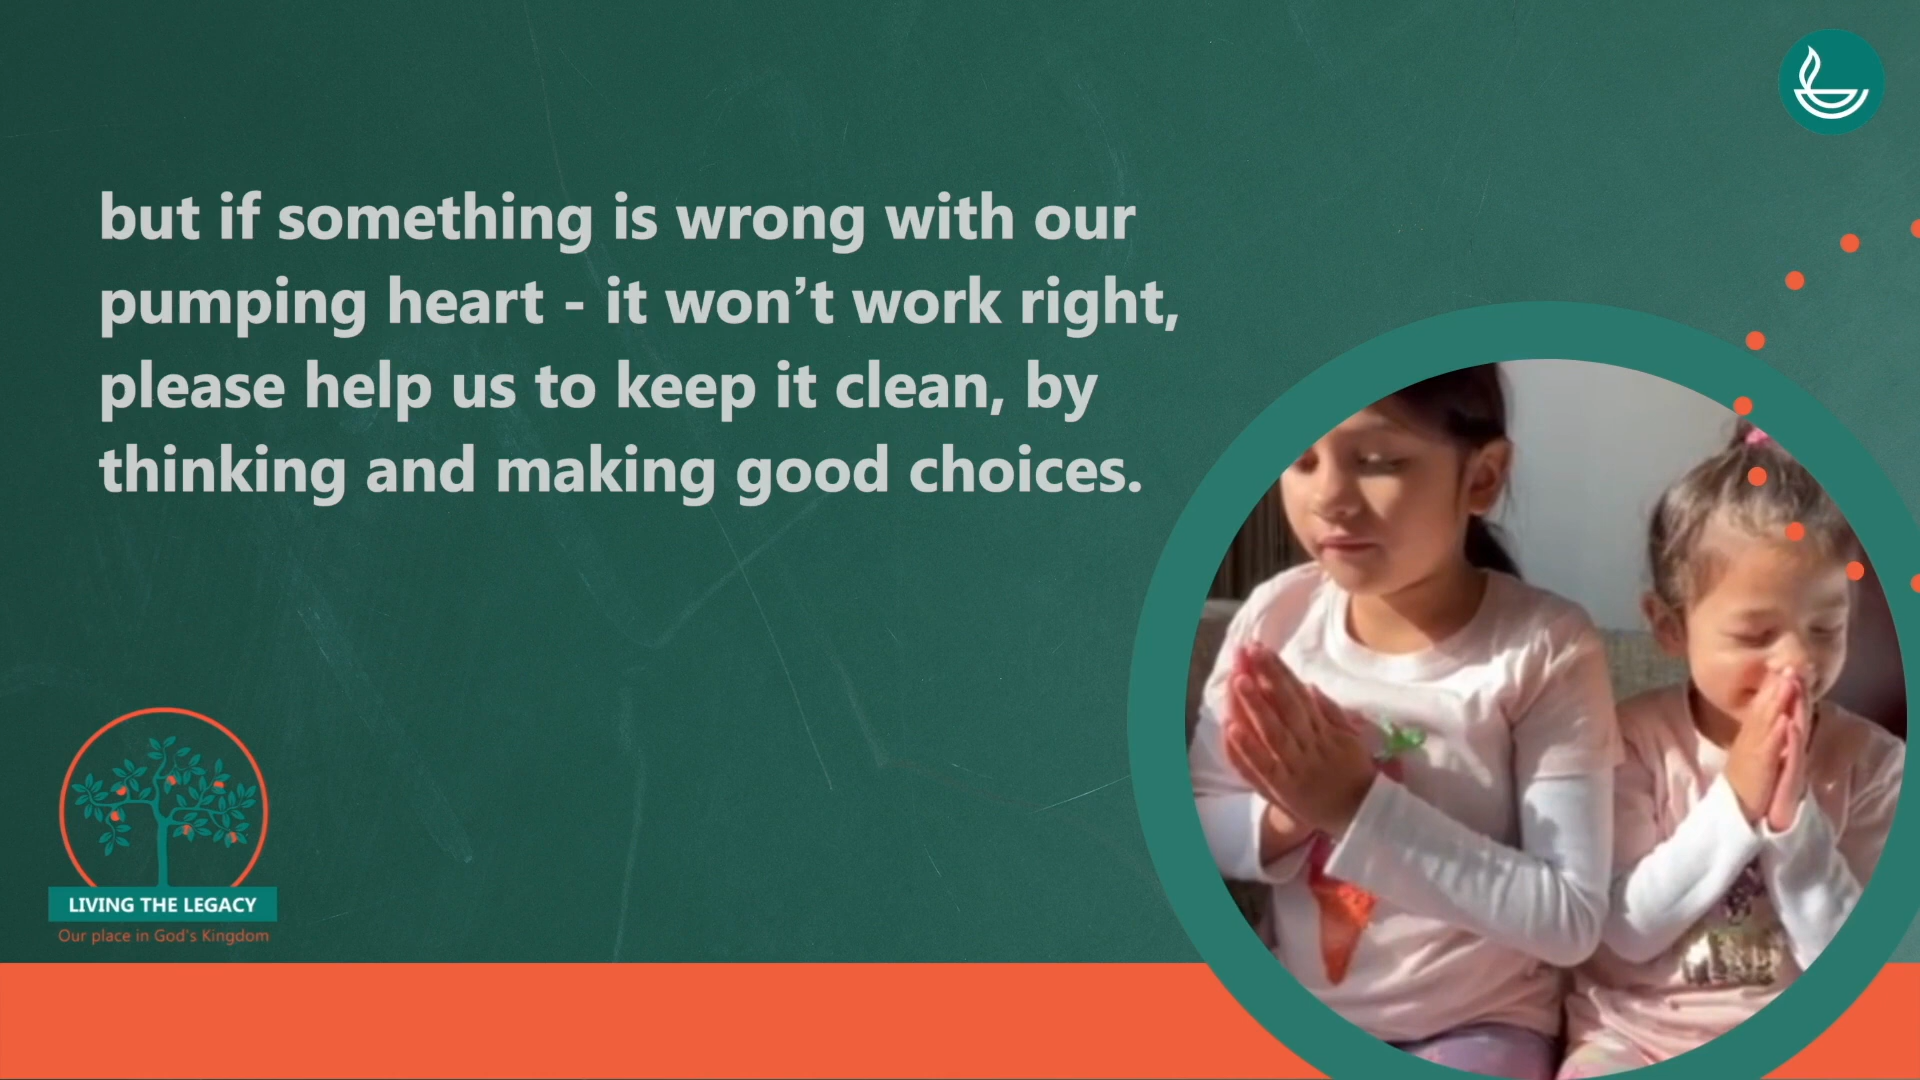 but if something is wrong with our
pumping heart - it won’t work right,
please help us to keep it clean, by
thinking and making good choices.
LIVING THE LEGACY
Our place in God's Kingdom